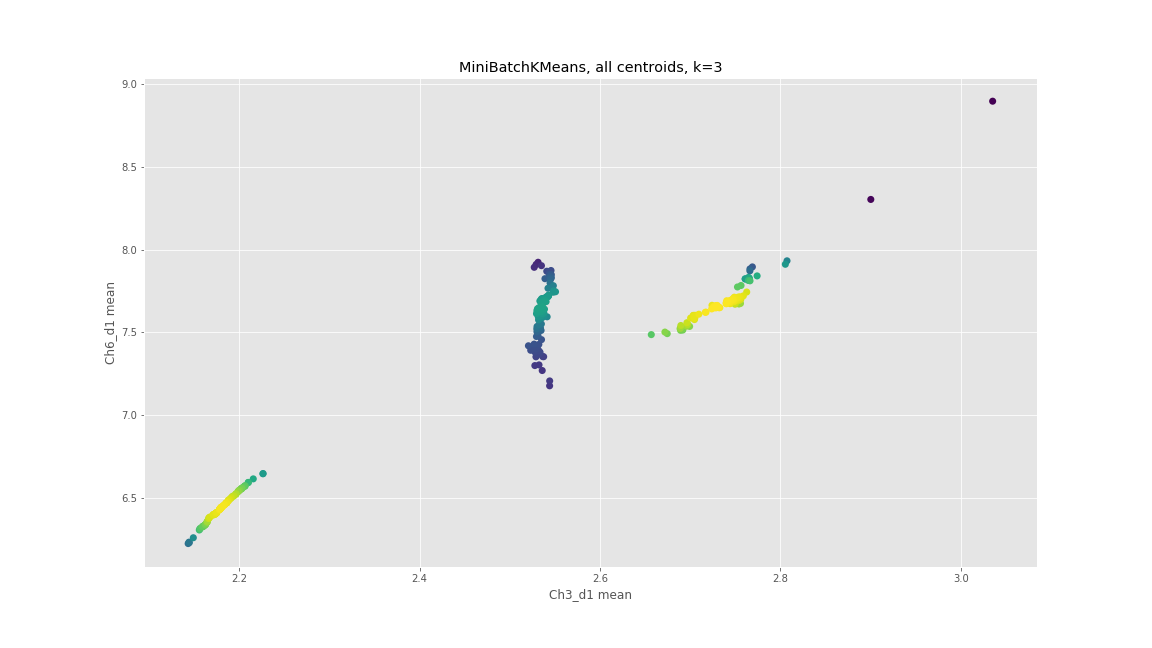 MiniBatchKMeans, all centroids, k=3
9.0
8.5
8.0
7.5
7.0
6.5
Ch6_d1 mean
2.2 2.4 2.6 2.8 3.0
Ch3_d1 mean